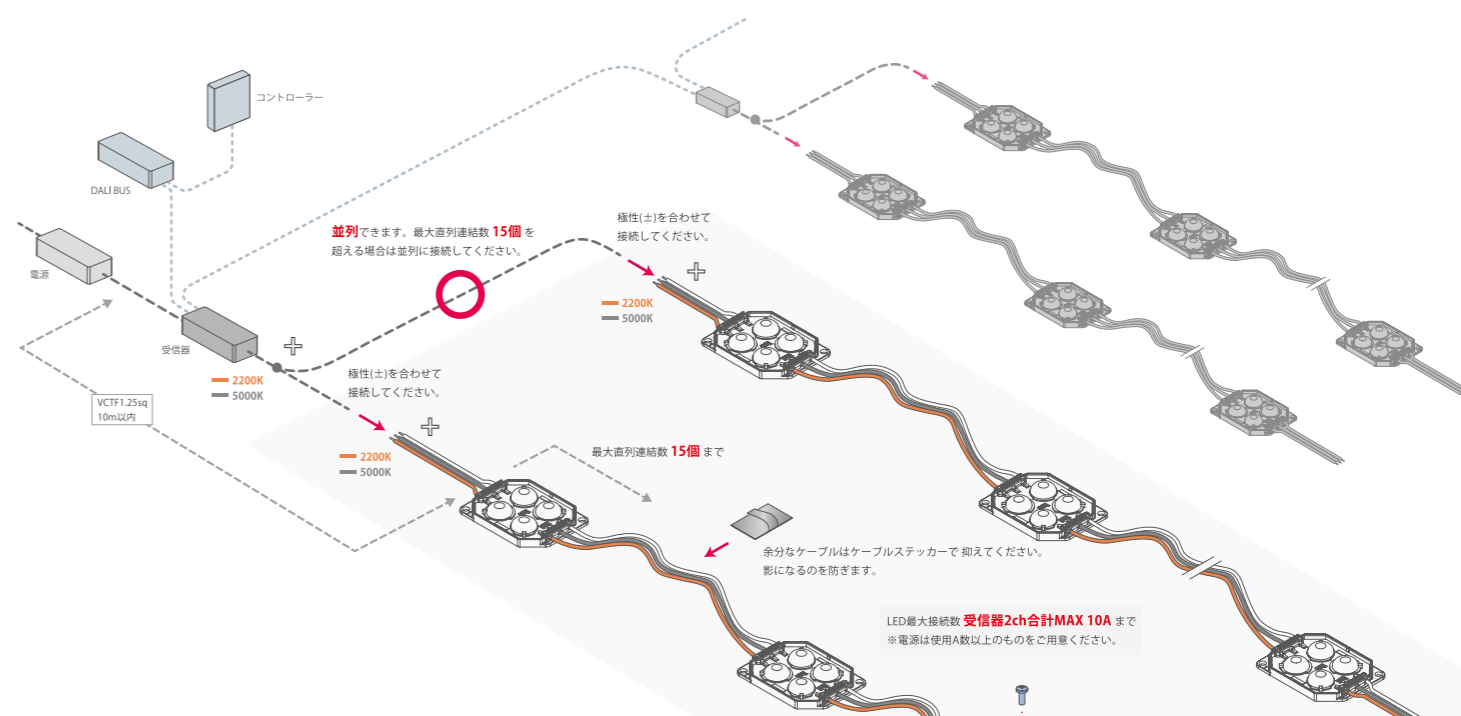 コントローラー
DALI BUS
電源
受信器
並列できます。最大直列連結数 15個 を
超える場合は並列に接続してください。
極性(±)を合わせて
接続してください。
2200K
5000K
2200K
5000K
極性(±)を合わせて
接続してください。
VCTF1.25sq
10m以内
2200K
5000K
最大直列連結数 15個 まで
余分なケーブルはケーブルステッカーで 抑えてください。
影になるのを防ぎます。
LED最大接続数 受信器2ch合計MAX 10A まで
※電源は使用A数以上のものをご用意ください。